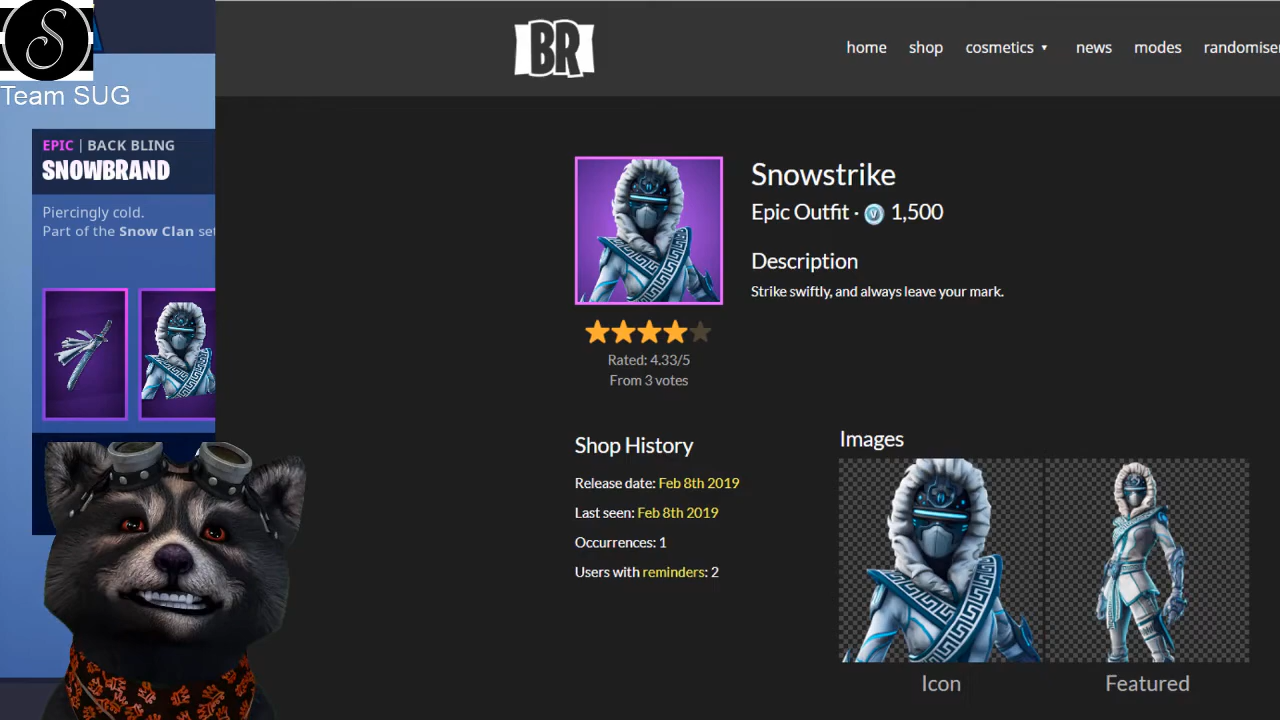 S
Team SUG
EPIC | BACK BLING
SNOWBRAND
Piercingly cold.
Part of the Snow Clan set
BR
home shop cosmetics ▼ news modes randomiser
Snowstrike
Epic Outfit · V 1,500
Description
Strike swiftly, and always leave your mark.
Rated: 4.33/5
From 3 votes
Shop History
Release date: Feb 8th 2019
Last seen: Feb 8th 2019
Occurrences: 1
Users with reminders: 2
Images
Icon
Featured